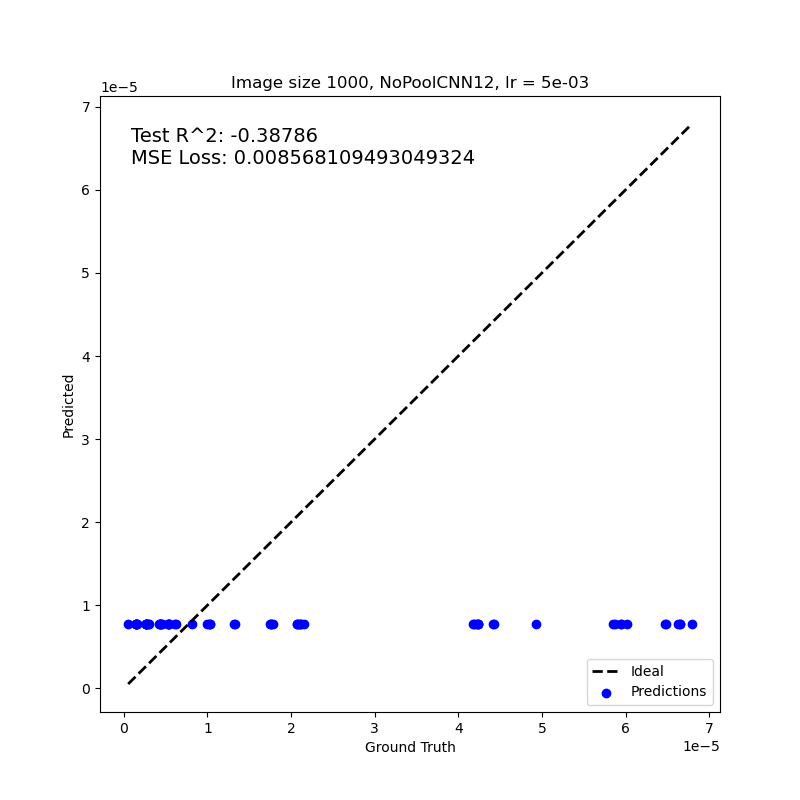 Image size 1000, NoPoolCNN12, lr = 5e-03
1e−5
Test R^2: -0.38786
MSE Loss: 0.008568109493049324
7
6
5
4
3
2
1
0
Predicted
Ideal
Predictions
0 1 2 3 4 5 6 7
Ground Truth
1e−5